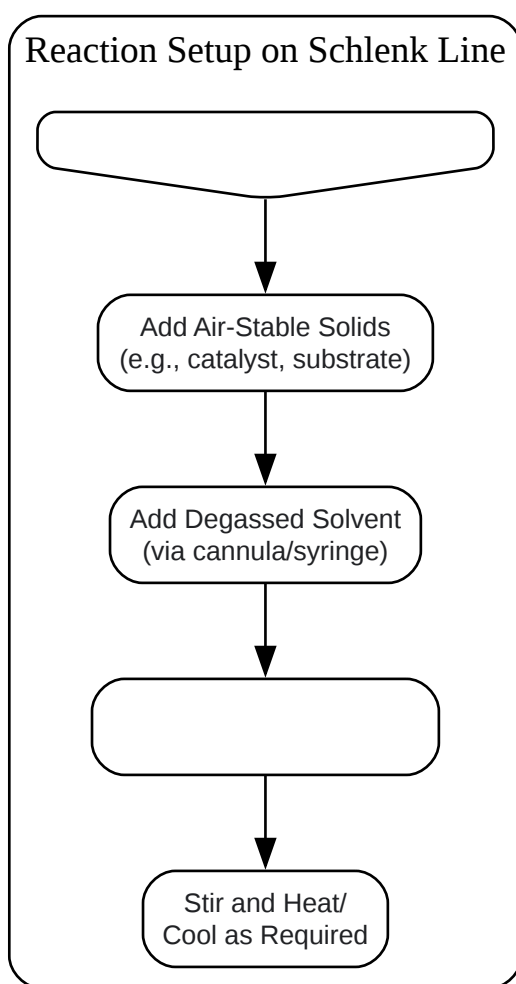 Reaction Setup on Schlenk Line
Add Air-Stable Solids
(e.g., catalyst, substrate)
Add Degassed Solvent
(via cannula/syringe)
Stir and Heat/
Cool as Required